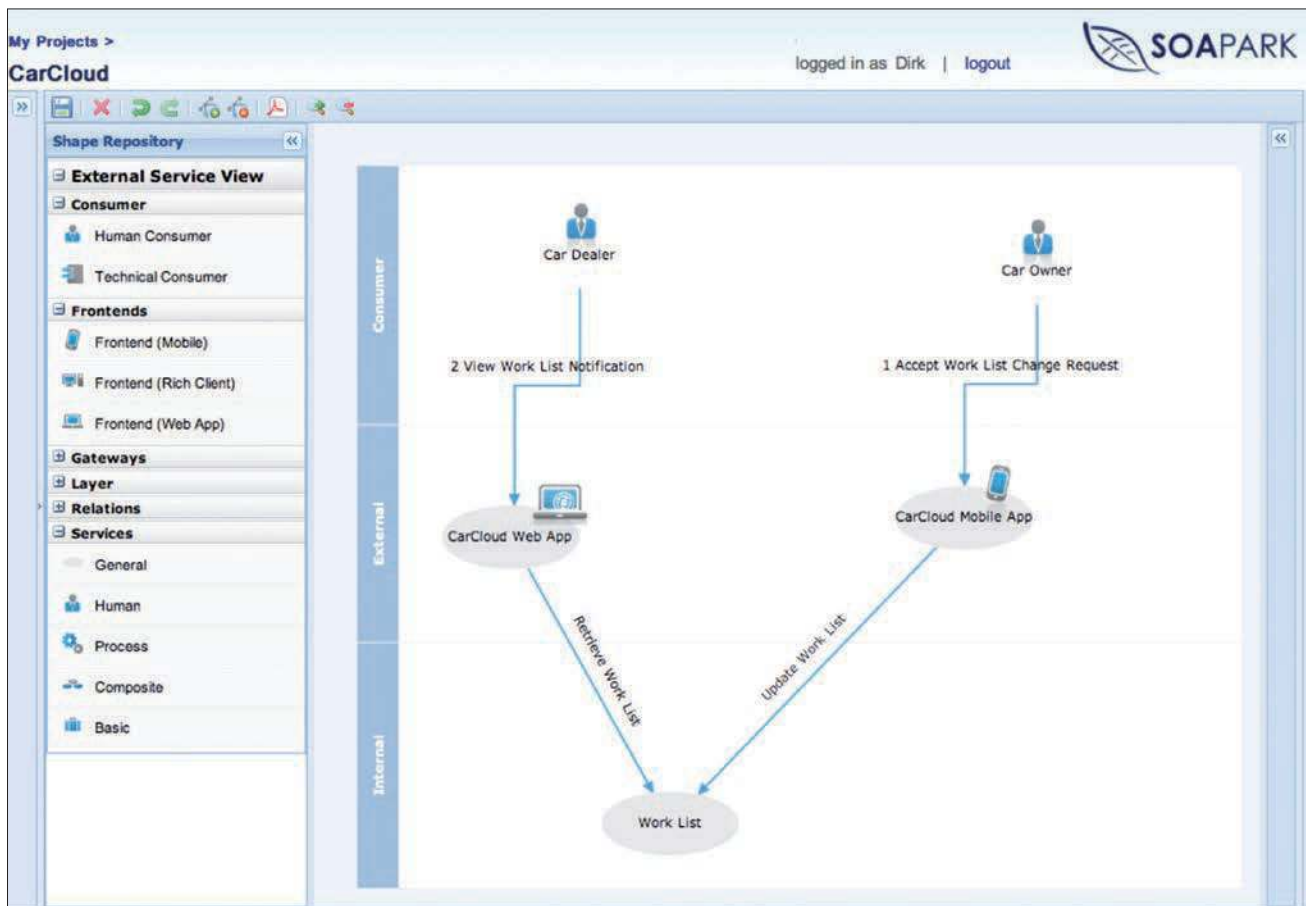 My Projects >
CarCloud
logged in as Dirk | logout
SOAPARK
Shape Repository
External Service View
Consumer
Human Consumer
Technical Consumer
Frontends
Frontend (Mobile)
Frontend (Rich Client)
Frontend (Web App)
Gateways
Layer
Relations
Services
General
Human
Process
Composite
Basic
Consumer
Car Dealer
Car Owner
2 View Work List Notification
1 Accept Work List Change Request
External
CarCloud Web App
CarCloud Mobile App
Retrieve Work List
Update Work List
Internal
Work List